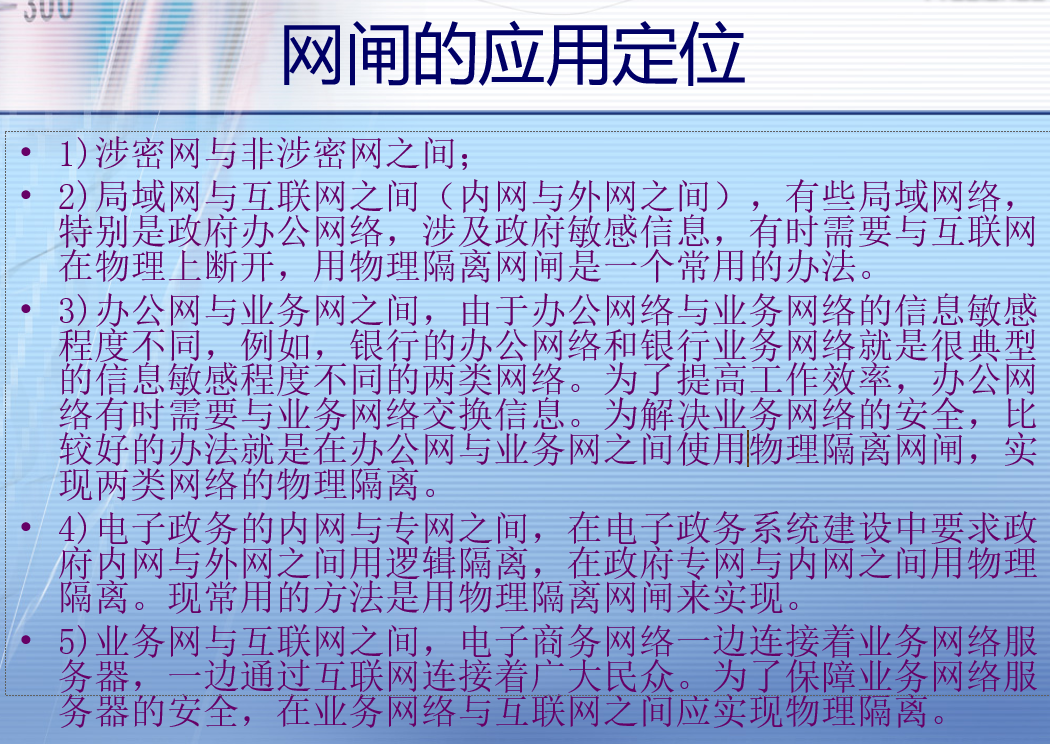 300
网闸的应用定位
• 1)涉密网与非涉密网之间；
• 2)局域网与互联网之间（内网与外网之间），有些局域网络，
特别是政府办公网络，涉及政府敏感信息，有时需要与互联网
在物理上断开，用物理隔离网闸是一个常用的办法。
• 3)办公网与业务网之间，由于办公网络与业务网络的信息敏感
程度不同，例如，银行的办公网络和银行业务网络就是很典型
的信息敏感程度不同的两类网络。为了提高工作效率，办公网
络有时需要与业务网络交换信息。为解决业务网络的安全，比
较好的办法就是在办公网与业务网之间使用物理隔离网闸，实
现两类网络的物理隔离。
• 4)电子政务的内网与专网之间，在电子政务系统建设中要求政
府内网与外网之间用逻辑隔离，在政府专网与内网之间用物理
隔离。现常用的方法是用物理隔离网闸来实现。
• 5)业务网与互联网之间，电子商务网络一边连接着业务网络服
务器，一边通过互联网连接着广大民众。为了保障业务网络服
务器的安全，在业务网络与互联网之间应实现物理隔离。